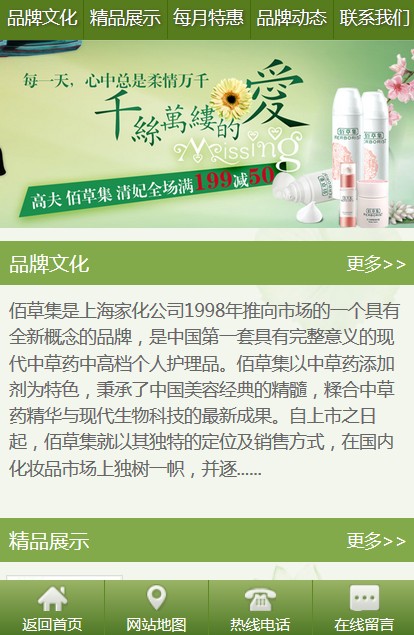 品牌文化 精品展示 每月特惠 品牌动态 联系我们
每一天，心中总是柔情万千
千絲萬縷的愛
Missing
高夫 佰草集 清妃全场满199减50
佰草集
HERBORIST
佰草集
HERBORIST
品牌文化 更多>>
佰草集是上海家化公司1998年推向市场的一个具有
全新概念的品牌，是中国第一套具有完整意义的现
代中草药中高档个人护理品。佰草集以中草药添加
剂为特色，秉承了中国美容经典的精髓，糅合中草
药精华与现代生物科技的最新成果。自上市之日
起，佰草集就以其独特的定位及销售方式，在国内
化妆品市场上独树一帜，并逐......
精品展示 更多>>
返回首页 网站地图 热线电话 在线留言